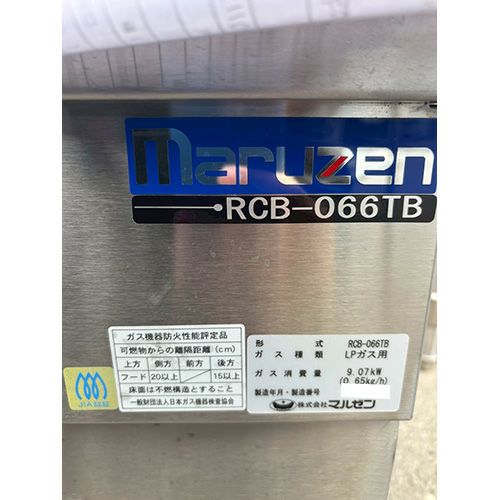 maruzen
RCB-066TB
ガス機器防火性能評定品
可燃物からの離隔距離(cm)
上方 側方 前方 後方
フード 20以上 15以上
床面は不燃構造とすること
一般財団法人日本ガス機器検査協会
JIA認証
形 式 RCB-066TB
ガス種類 LPガス用
ガス消費量 9.07kW
(0.65kg/h)
製造年月・製造番号
株式会社マルゼン